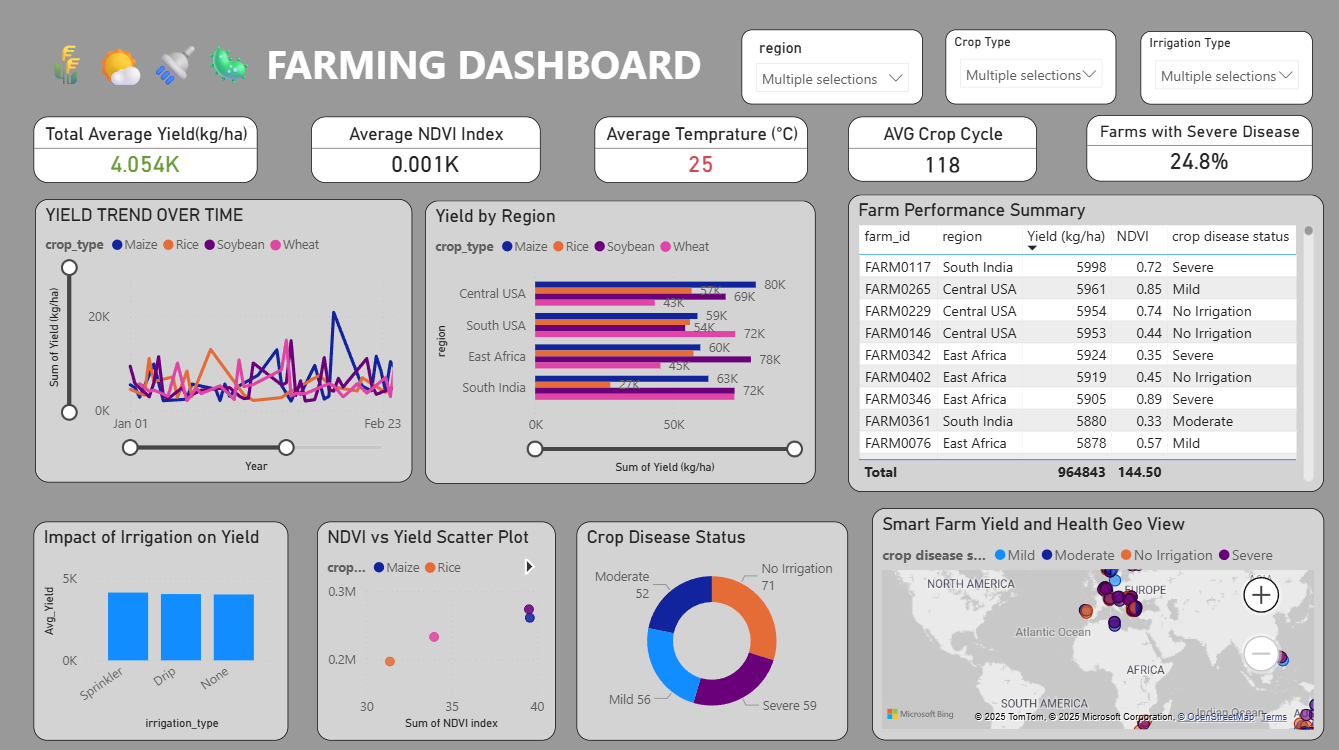 FARMING DASHBOARD
region
Multiple selections
Crop Type
Multiple selections
Irrigation Type
Multiple selections
Total Average Yield(kg/ha)
4.054K
Average NDVI Index
0.001K
Average Temprature (°C)
25
AVG Crop Cycle
118
Farms with Severe Disease
24.8%
YIELD TREND OVER TIME
crop_type Maize Rice Soybean Wheat
Sum of Yield (kg/ha)
20K
0K
Jan 01 Feb 23
Year
Yield by Region
crop_type Maize Rice Soybean Wheat
region
Central USA 80K 57K 69K 43K
South USA 59K 54K 72K
East Africa 60K 78K 45K
South India 63K 27K 72K
0K 50K
Sum of Yield (kg/ha)
Farm Performance Summary
farm_id region Yield (kg/ha) NDVI crop disease status
FARM0117 South India 5998 0.72 Severe
FARM0265 Central USA 5961 0.85 Mild
FARM0229 Central USA 5954 0.74 No Irrigation
FARM0146 Central USA 5953 0.44 No Irrigation
FARM0342 East Africa 5924 0.35 Severe
FARM0402 East Africa 5919 0.45 No Irrigation
FARM0346 East Africa 5905 0.89 Severe
FARM0361 South India 5880 0.33 Moderate
FARM0076 East Africa 5878 0.57 Mild
Total 964843 144.50
Impact of Irrigation on Yield
Avg_Yield
5K
0K
Sprinkler Drip None
irrigation_type
NDVI vs Yield Scatter Plot
crop... Maize Rice
0.3M
0.2M
30 35 40
Sum of NDVI index
Crop Disease Status
No Irrigation
71
Moderate
52
Mild 56
Severe 59
Smart Farm Yield and Health Geo View
crop disease s... Mild Moderate No Irrigation Severe
NORTH AMERICA
EUROPE
Atlantic Ocean
AFRICA
SOUTH AMERICA
Indian Ocean
Microsoft Bing
© 2025 TomTom, © 2025 Microsoft Corporation, © OpenStreetMap Terms